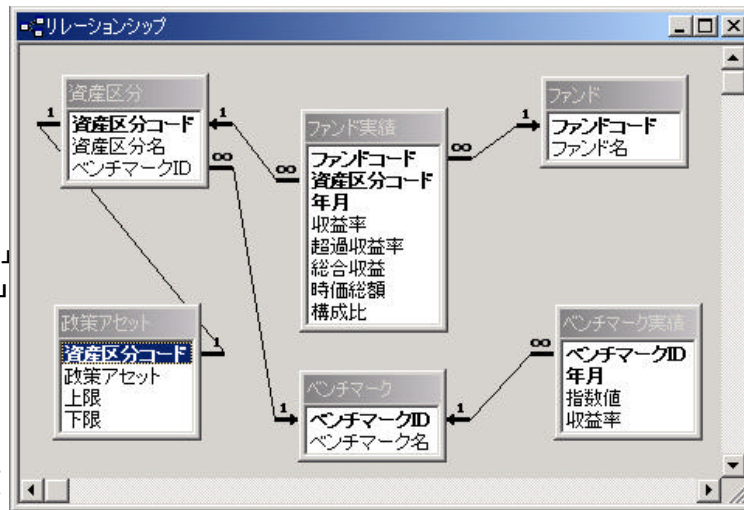 リレーションシップ
資産区分
資産区分コード
資産区分名
ベンチマークID
ファンド実績
ファンドコード
資産区分コード
年月
収益率
超過収益率
総合収益
時価総額
構成比
ファンド
ファンドコード
ファンド名
政策アセット
資産区分コード
政策アセット
上限
下限
ベンチマーク
ベンチマークID
ベンチマーク名
ベンチマーク実績
ベンチマークID
年月
指数値
収益率
1
∞
∞
1
∞
1
1
1
1
∞